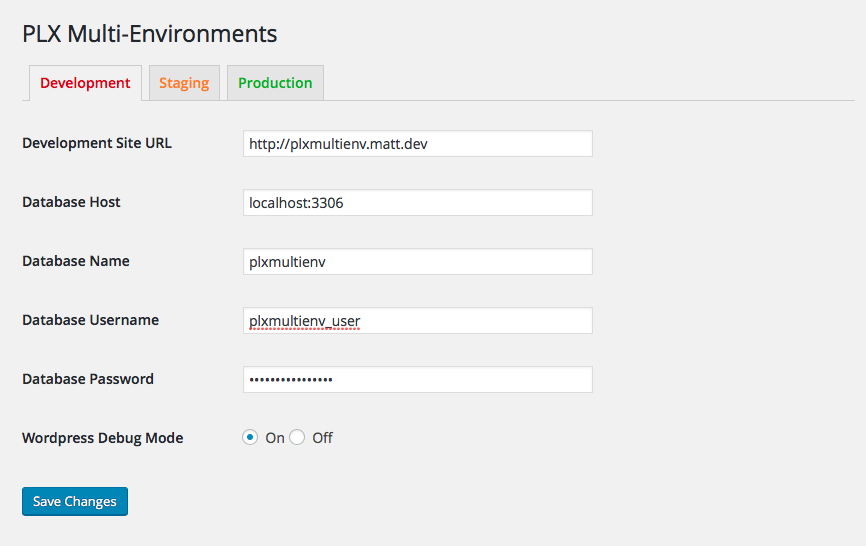 PLX Multi-Environments
Development Staging Production
Development Site URL http://plxmultienv.matt.dev
Database Host localhost:3306
Database Name plxmultienv
Database Username plxmultienv_user
Database Password ••••••••••••••••
Wordpress Debug Mode On Off
Save Changes